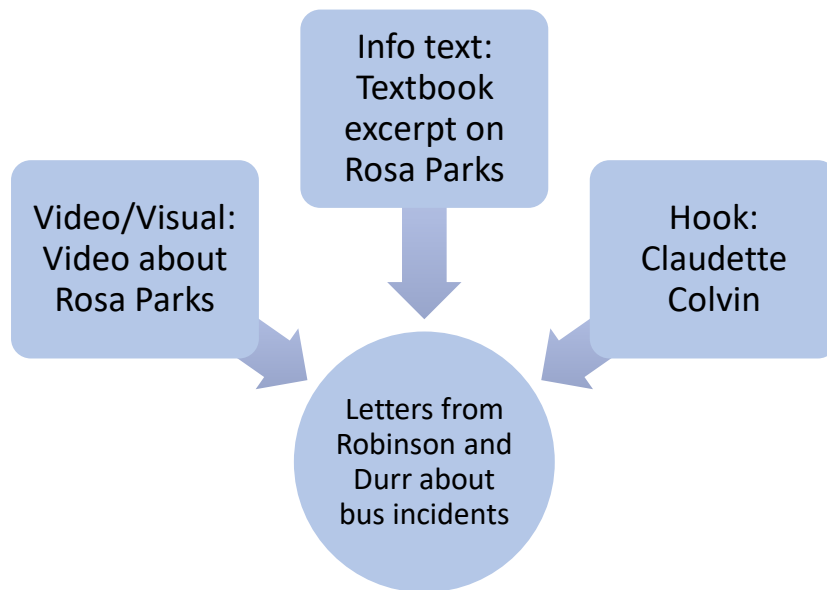 Info text:
Textbook
excerpt on
Rosa Parks
Video/Visual:
Video about
Rosa Parks
Hook:
Claudette
Colvin
Letters from
Robinson and
Durr about
bus incidents